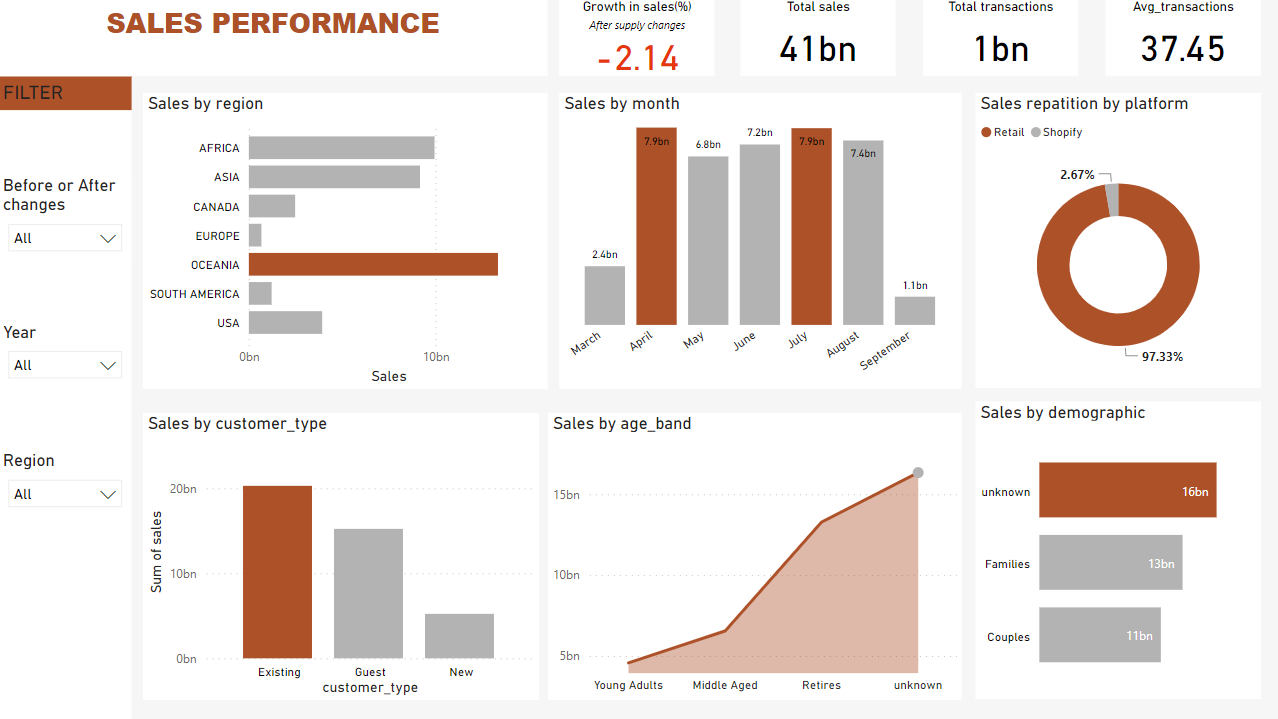 SALES PERFORMANCE
Growth in sales(%)
After supply changes
-2.14
Total sales
41bn
Total transactions
1bn
Avg_transactions
37.45
FILTER
Before or After
changes
All
Year
All
Region
All
Sales by region
AFRICA
ASIA
CANADA
EUROPE
OCEANIA
SOUTH AMERICA
USA
0bn 10bn
Sales
Sales by month
2.4bn 7.9bn 6.8bn 7.2bn 7.9bn 7.4bn 1.1bn
March April May June July August September
Sales repatition by platform
Retail Shopify
2.67%
97.33%
Sales by customer_type
Sum of sales
20bn
10bn
0bn
Existing Guest New
customer_type
Sales by age_band
15bn
10bn
5bn
Young Adults Middle Aged Retires unknown
Sales by demographic
unknown 16bn
Families 13bn
Couples 11bn